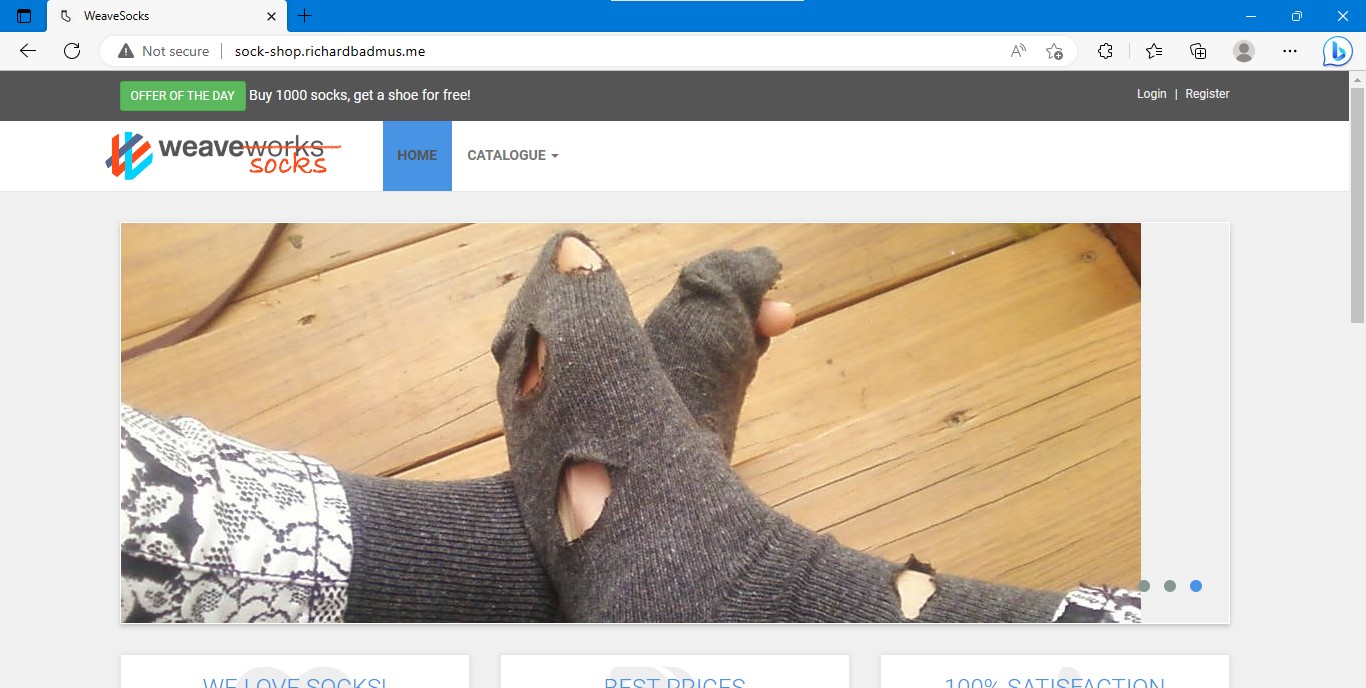 WeaveSocks
Not secure
sock-shop.richardbadmus.me
OFFER OF THE DAY Buy 1000 socks, get a shoe for free!
Login | Register
weaveworks
socks
HOME
CATALOGUE
WE LOVE SOCKS!
BEST PRICES
100% SATISFACTION